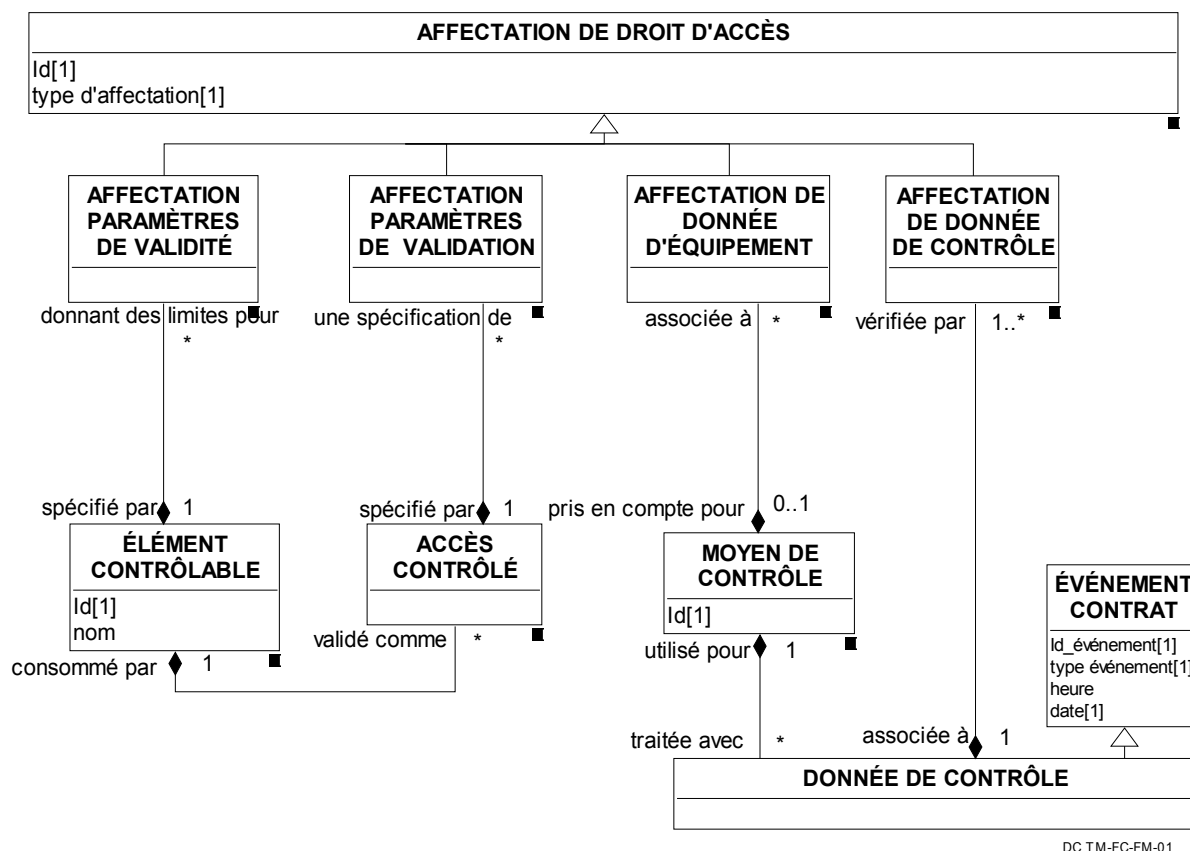 AFFECTATION DE DROIT D'ACCÈS
Id[1]
type d'affectation[1]
AFFECTATION
PARAMÈTRES
DE VALIDITÉ
AFFECTATION
PARAMÈTRES
DE VALIDATION
AFFECTATION DE
DONNÉE
D'ÉQUIPEMENT
AFFECTATION
DE DONNÉE
DE CONTRÔLE
donnant des limites pour
*
une spécification de
*
associée à *
vérifiée par 1..*
spécifié par 1
spécifié par 1
pris en compte pour 0..1
ÉLÉMENT
CONTRÔLABLE
Id[1]
nom
ACCÈS
CONTRÔLÉ
MOYEN DE
CONTRÔLE
Id[1]
ÉVÉNEMENT
CONTRAT
Id_événement[1]
type événement[1]
heure
date[1]
consommé par 1
validé comme *
utilisé pour 1
traitée avec *
associée à 1
DONNÉE DE CONTRÔLE
DC TM-FC-FM-01